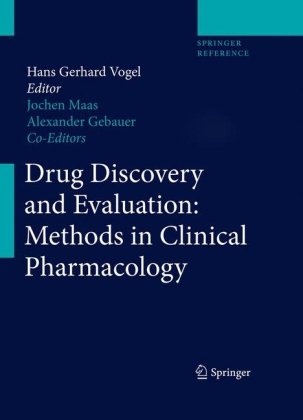 SPRINGER
REFERENCE
Hans Gerhard Vogel
Editor
Jochen Maas
Alexander Gebauer
Co-Editors
Drug Discovery
and Evaluation:
Methods in Clinical
Pharmacology
Springer